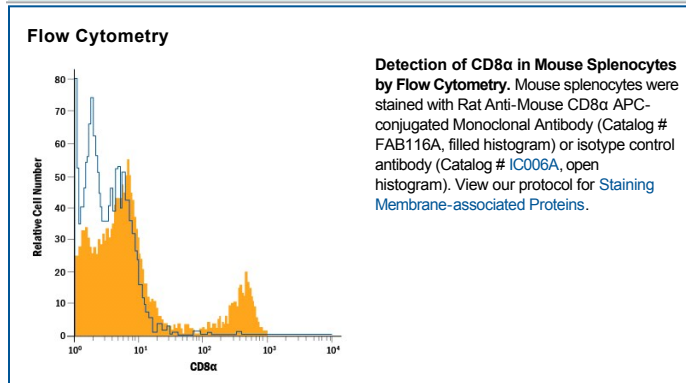 Flow Cytometry
Detection of CD8α in Mouse Splenocytes
by Flow Cytometry. Mouse splenocytes were
stained with Rat Anti-Mouse CD8α APC-
conjugated Monoclonal Antibody (Catalog #
FAB116A, filled histogram) or isotype control
antibody (Catalog # IC006A, open
histogram). View our protocol for Staining
Membrane-associated Proteins.
Relative Cell Number
80
70
60
50
40
30
20
10
0
10⁰ 10¹ 10² 10³ 10⁴
CD8α